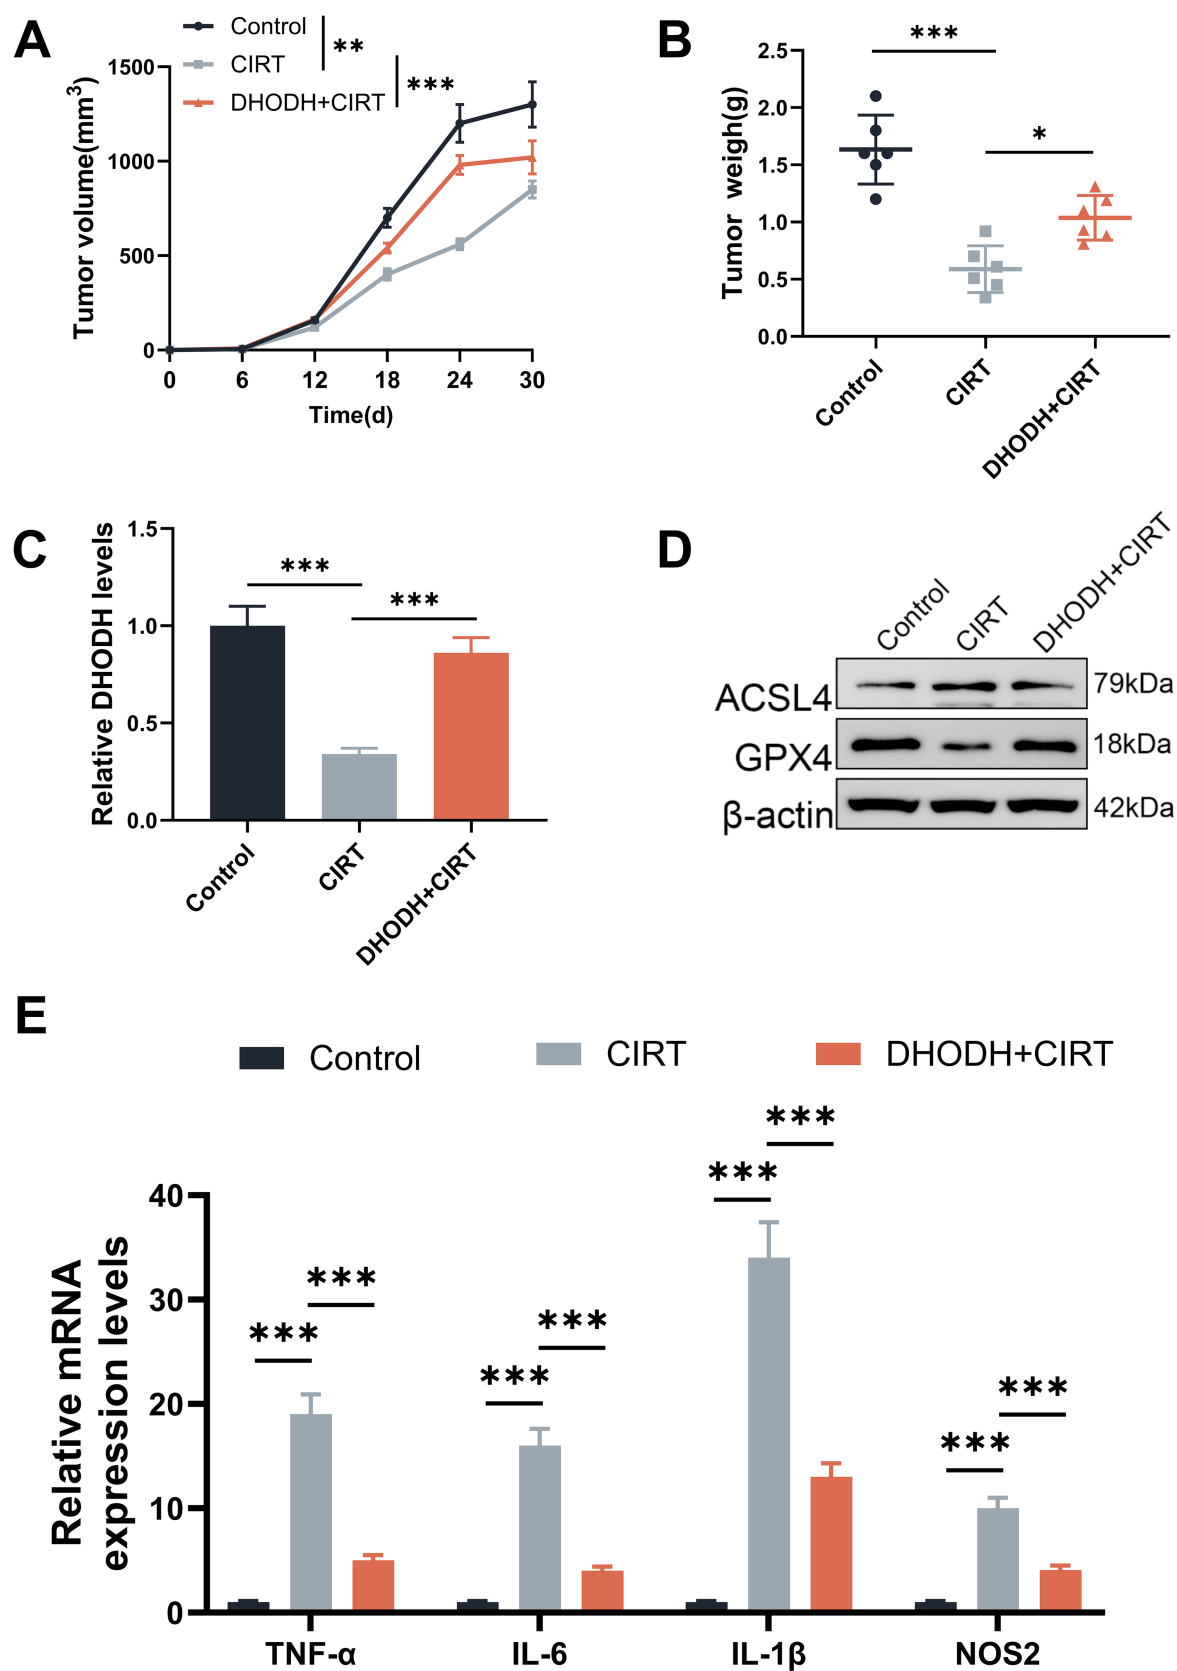 A
Control
CIRT
DHODH+CIRT
**
***
Tumor volume(mm³)
1500
1000
500
0
0 6 12 18 24 30
Time(d)
B
Tumor weigh(g)
2.5
2.0
1.5
1.0
0.5
0.0
***
*
Control
CIRT
DHODH+CIRT
C
Relative DHODH levels
1.5
1.0
0.5
0.0
***
***
Control
CIRT
DHODH+CIRT
D
Control
CIRT
DHODH+CIRT
ACSL4 79kDa
GPX4 18kDa
β-actin 42kDa
E
Control CIRT DHODH+CIRT
Relative mRNA
expression levels
40
30
20
10
0
*** ***
*** ***
*** ***
*** ***
TNF-α IL-6 IL-1β NOS2